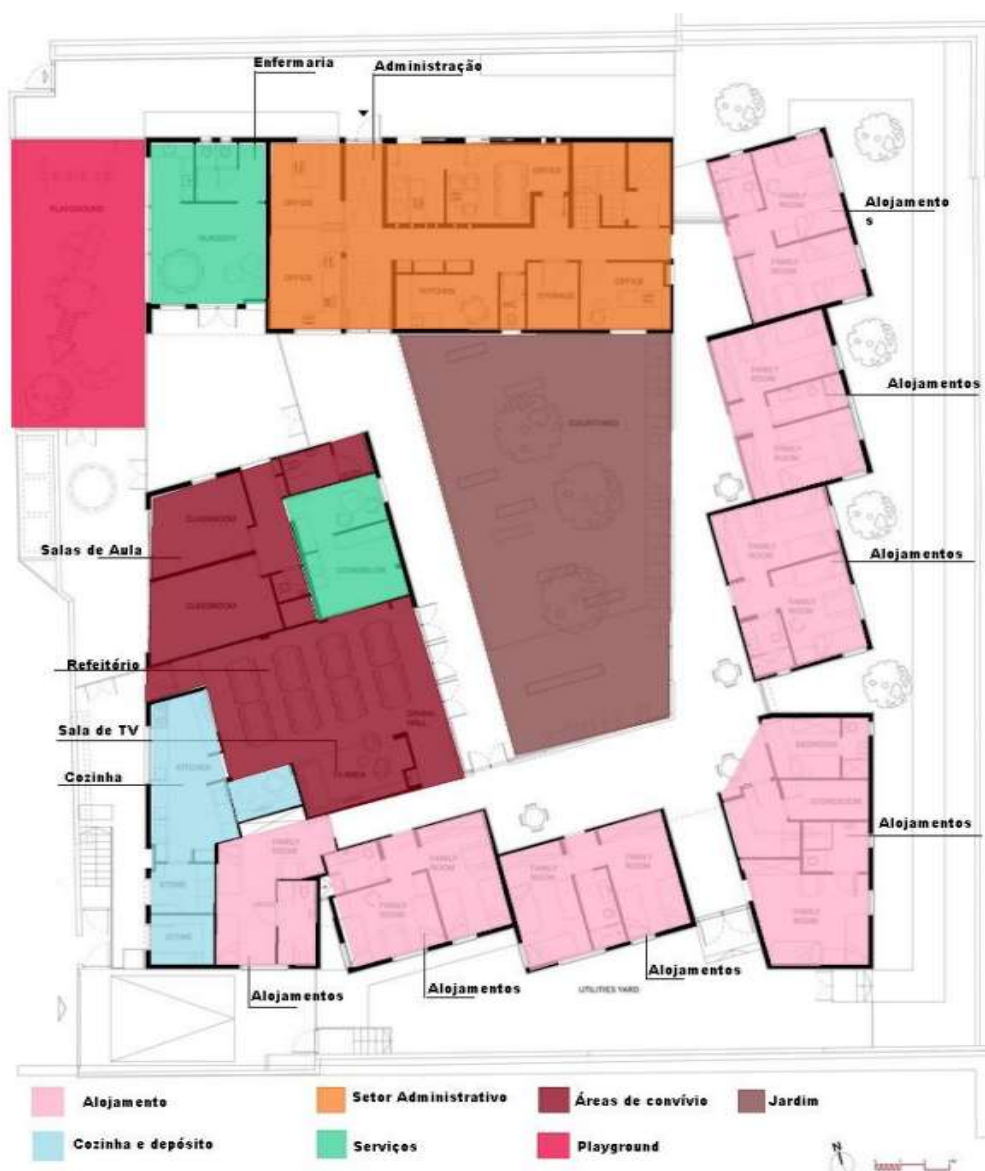 Enfermaria
Administração
PLAYGROUND
NURSERY
OFFICE
OFFICE
OFFICE
KITCHEN
WC
STORAGE
OFFICE
FAMILY
ROOM
FAMILY
ROOM
Alojamento
s
COURTYARD
FAMILY
ROOM
FAMILY
ROOM
Alojamentos
CLASSROOM
CLASSROOM
COUNSELOR
Salas de Aula
FAMILY
ROOM
FAMILY
ROOM
Alojamentos
Refeitório
DINING
HALL
Sala de TV
Cozinha
KITCHEN
BEDROOM
Alojamentos
FAMILY
ROOM
FAMILY
ROOM
FAMILY
ROOM
FAMILY
ROOM
FAMILY
ROOM
FAMILY
ROOM
STORE
Alojamentos
Alojamentos
Alojamentos
UTILITIES YARD
Alojamento
Setor Administrativo
Áreas de convívio
Jardim
Cozinha e depósito
Serviços
Playground
N